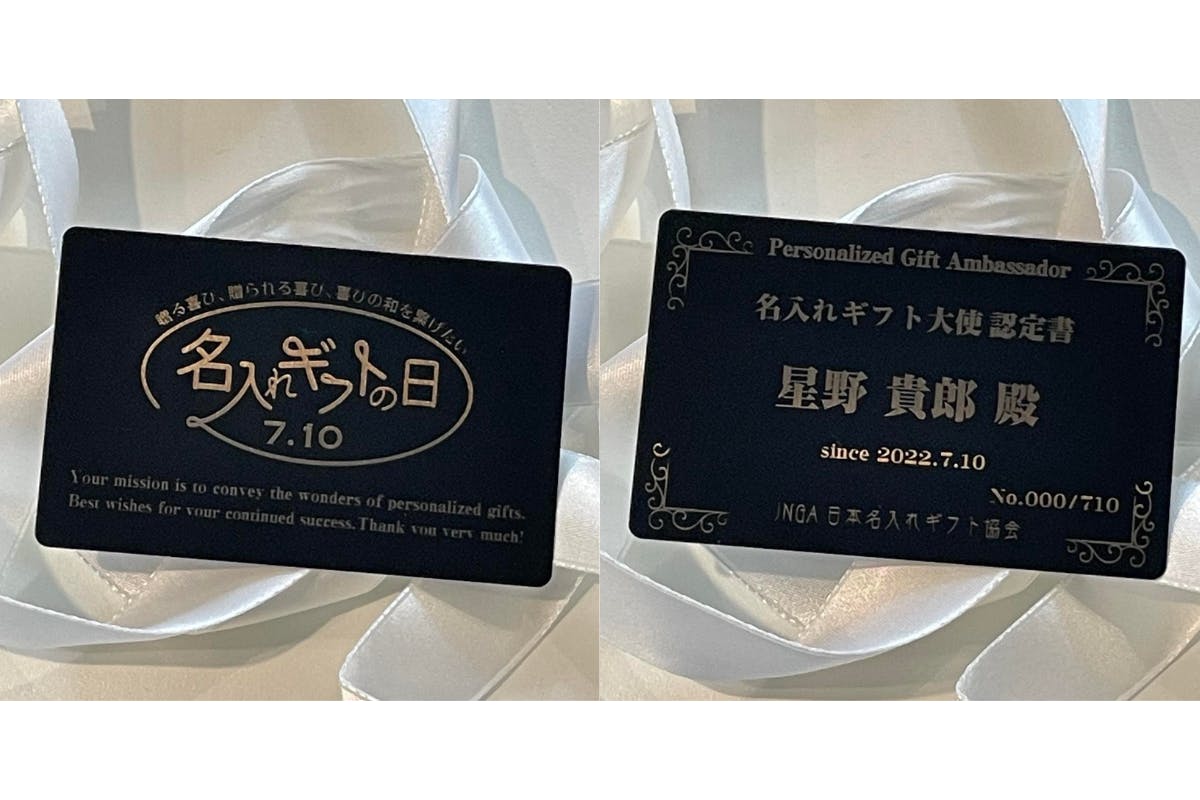 贈る喜び、贈られる喜び、喜びの和を繋げたい
名入れギフトの日
7.10
Your mission is to convey the wonders of personalized gifts.
Best wishes for your continued success. Thank you very much!
Personalized Gift Ambassador
名入れギフト大使 認定書
星野 貴郎 殿
since 2022.7.10
No.000/710
JNGA 日本名入れギフト協会